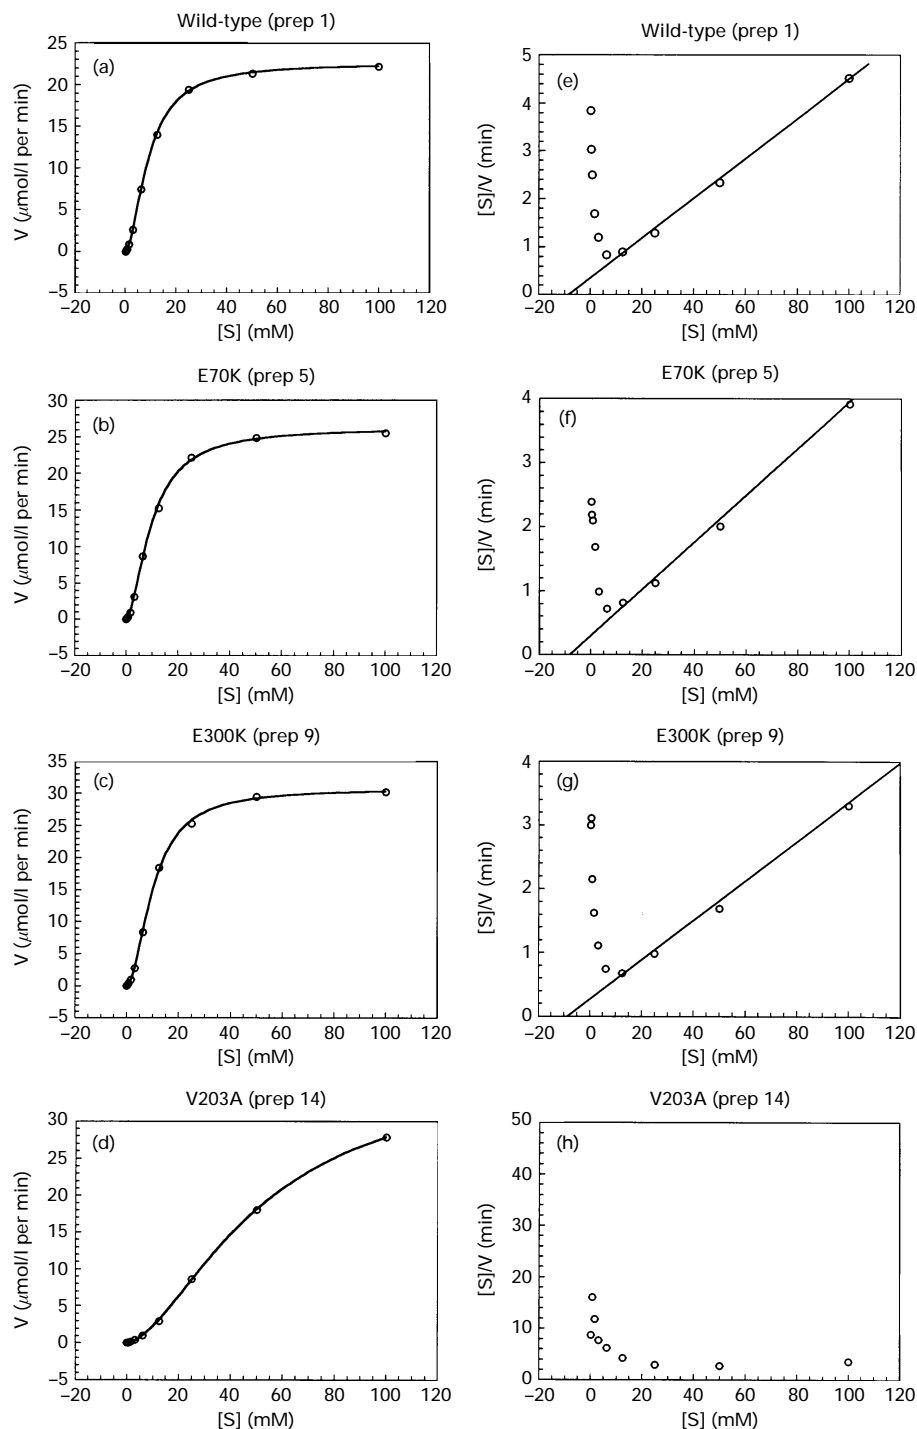 Wild-type (prep 1)
(a)
V (μmol/l per min)
25
20
15
10
5
0
−5
−20 0 20 40 60 80 100 120
[S] (mM)
Wild-type (prep 1)
(e)
[S]/V (min)
5
4
3
2
1
0
−20 0 20 40 60 80 100 120
[S] (mM)
E70K (prep 5)
(b)
V (μmol/l per min)
30
25
20
15
10
5
0
−5
−20 0 20 40 60 80 100 120
[S] (mM)
E70K (prep 5)
(f)
[S]/V (min)
4
3
2
1
0
−20 0 20 40 60 80 100 120
[S] (mM)
E300K (prep 9)
(c)
V (μmol/l per min)
35
30
25
20
15
10
5
0
−5
−20 0 20 40 60 80 100 120
[S] (mM)
E300K (prep 9)
(g)
[S]/V (min)
4
3
2
1
0
−20 0 20 40 60 80 100 120
[S] (mM)
V203A (prep 14)
(d)
V (μmol/l per min)
30
25
20
15
10
5
0
−5
−20 0 20 40 60 80 100 120
[S] (mM)
V203A (prep 14)
(h)
[S]/V (min)
50
40
30
20
10
0
−20 0 20 40 60 80 100 120
[S] (mM)